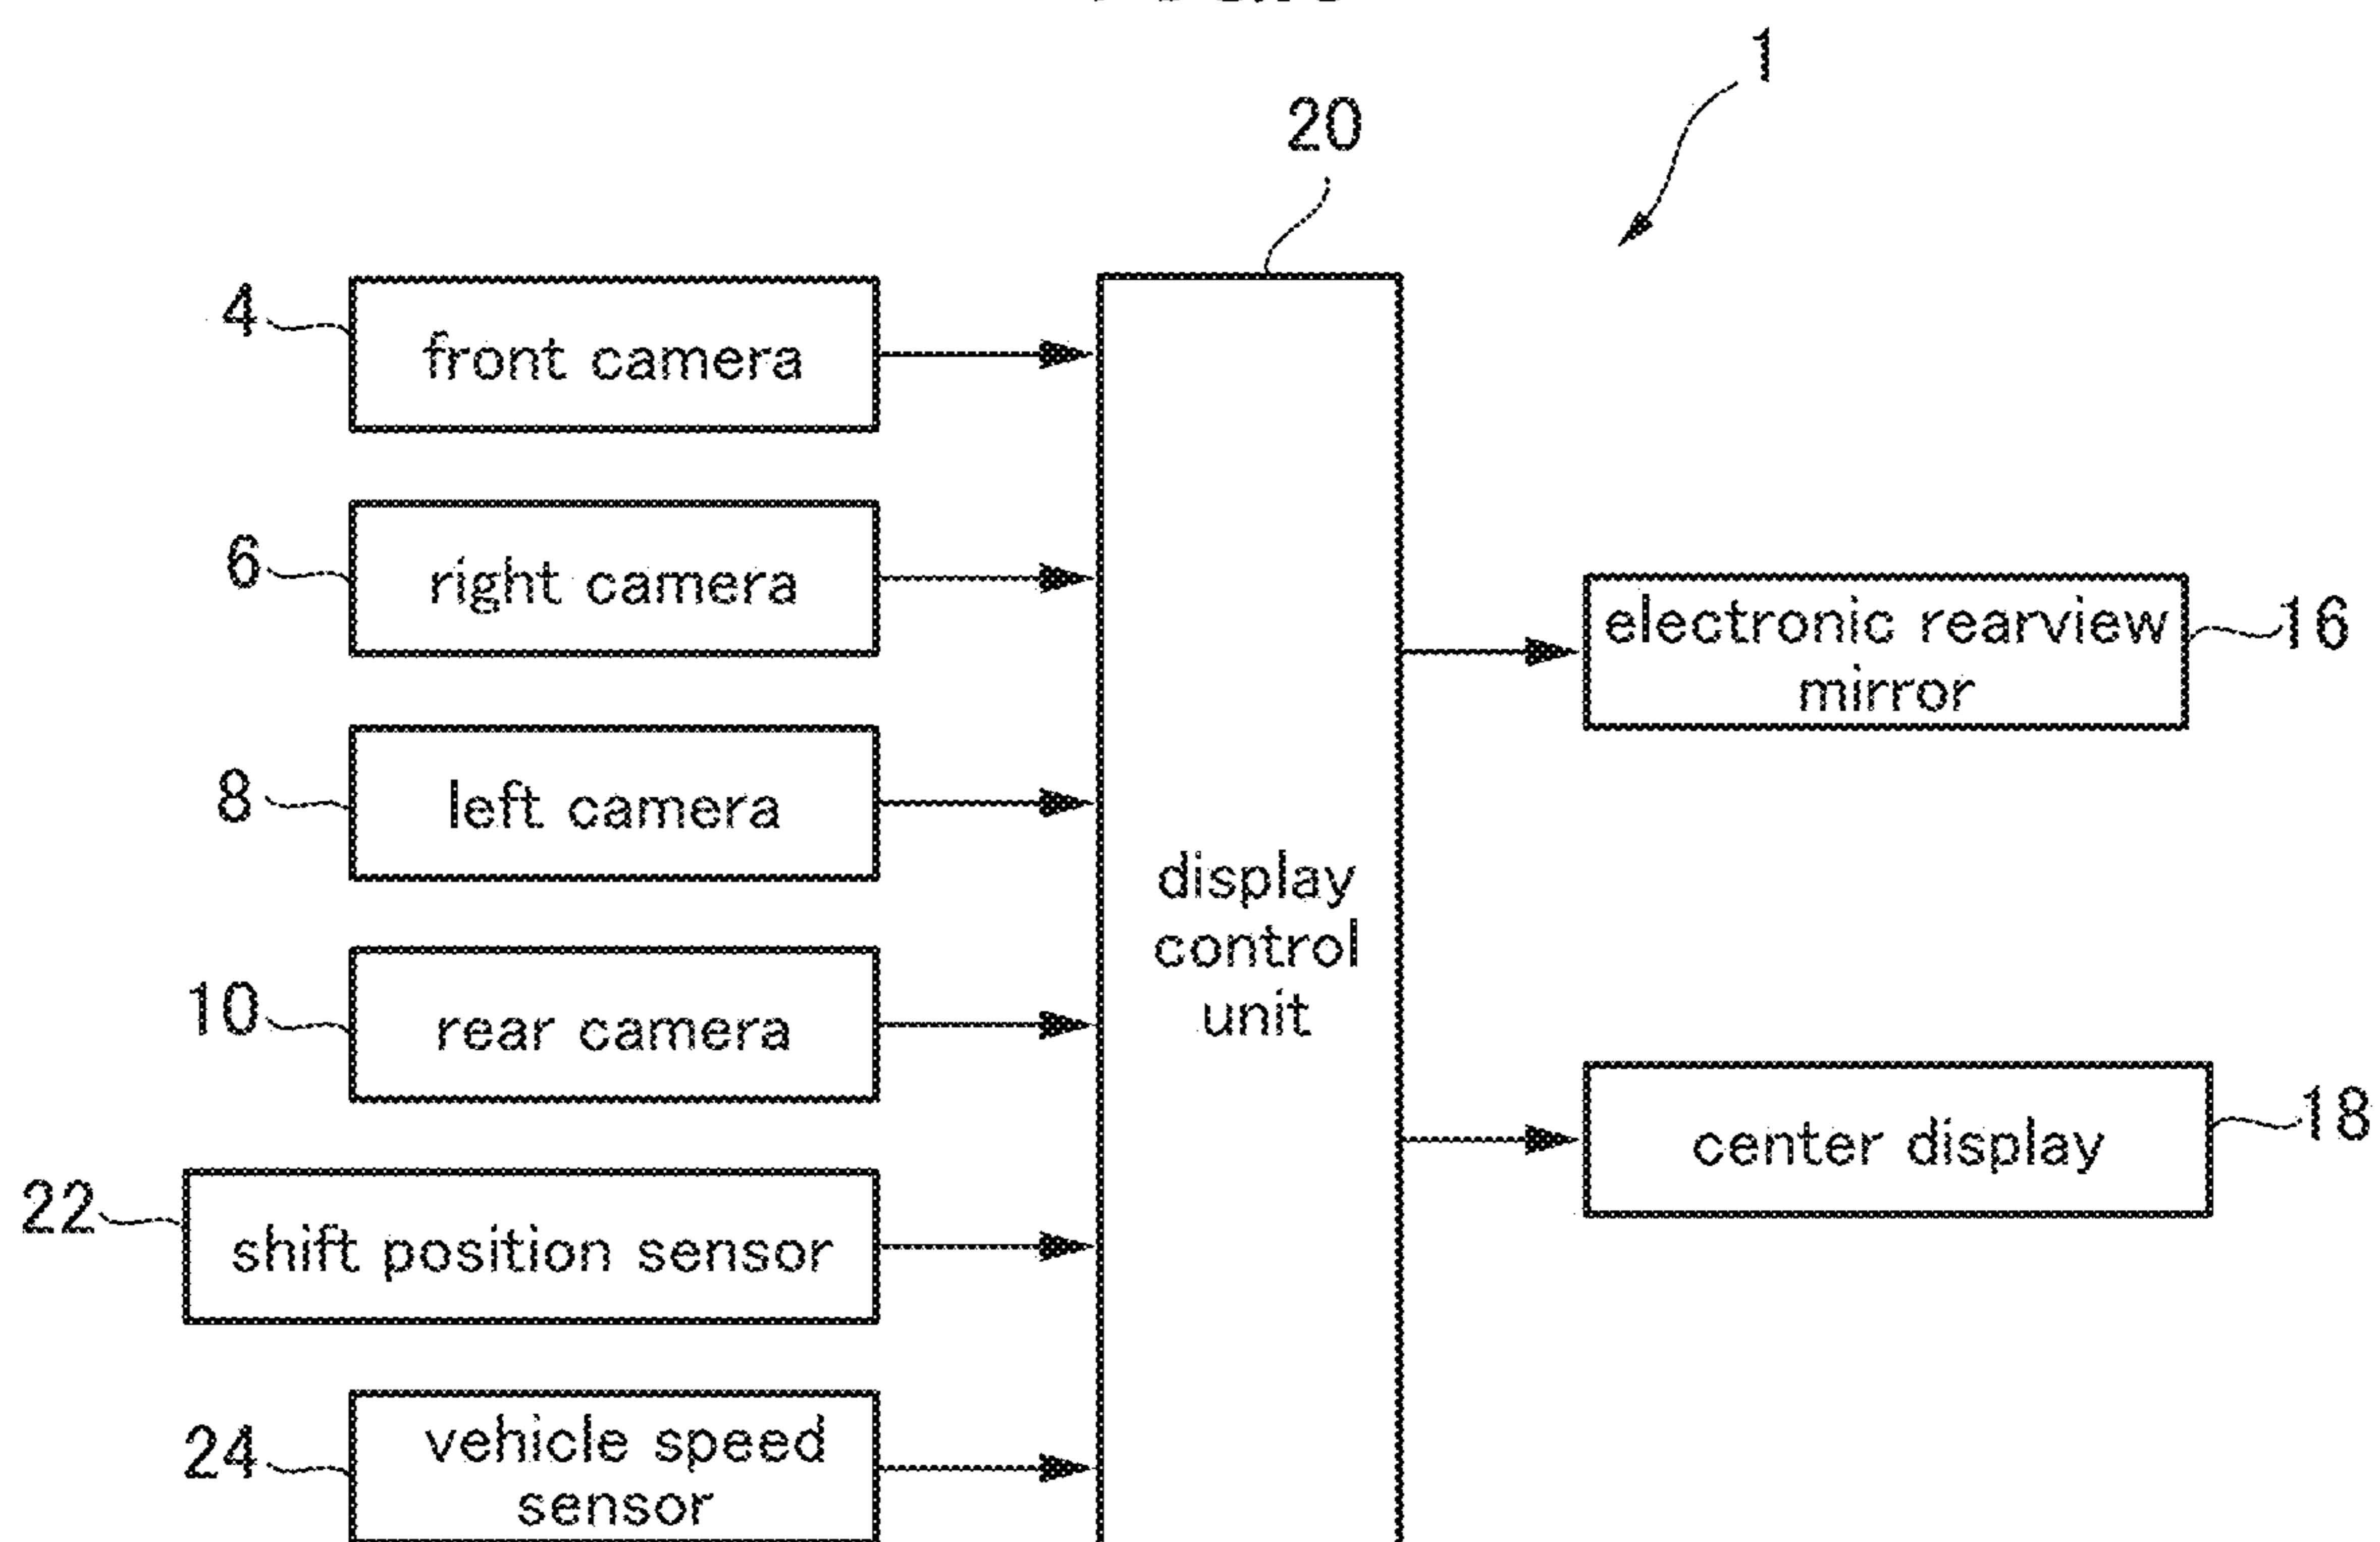 1
20
4
front camera
6
right camera
8
left camera
10
rear camera
22
shift position sensor
24
vehicle speed
sensor
display
control
unit
electronic rearview
mirror
16
center display
18